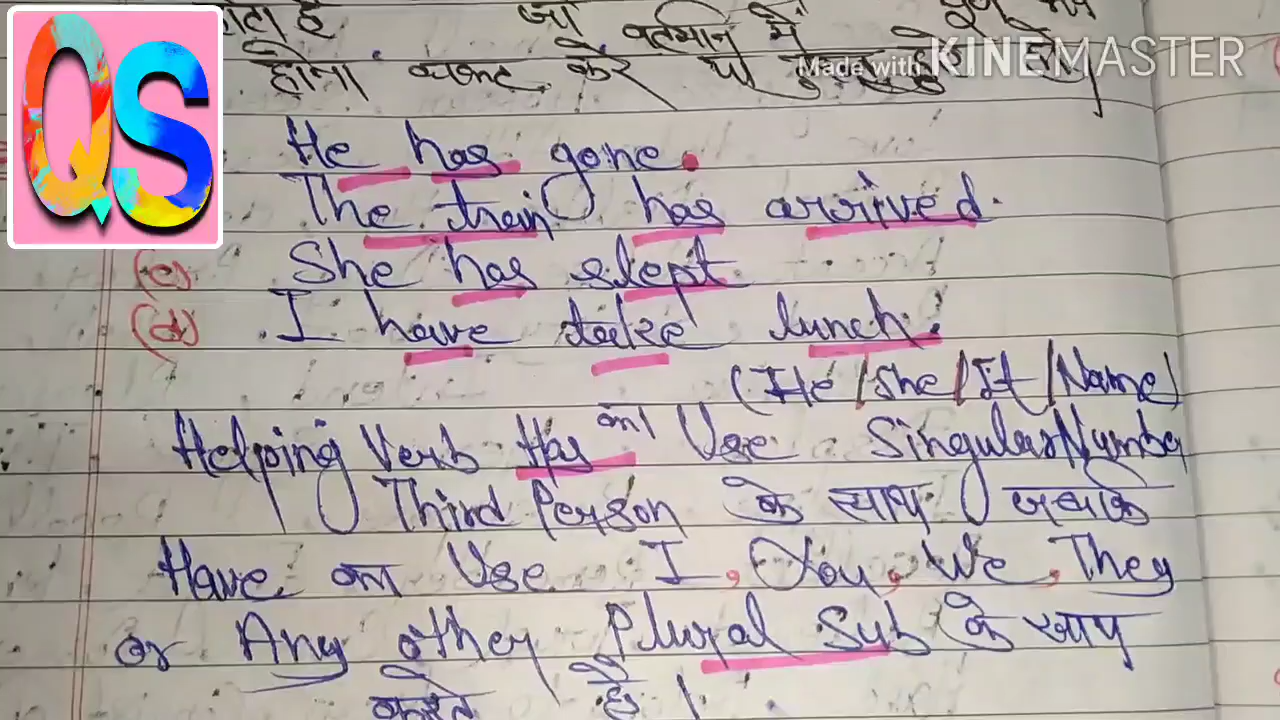 होता है जो वर्तमान में
होना प्रकट करे या
QS
Made with KINEMASTER
He has gone.
The train has arrived.
(c) She has slept
(d) I have take lunch.
(He/She/It/Name)
Helping Verb Has का Use Singular Number
Third Person के साथ जबकि
Have का Use I, You, We, They
or Any other Plural Sub के साथ
करते है।